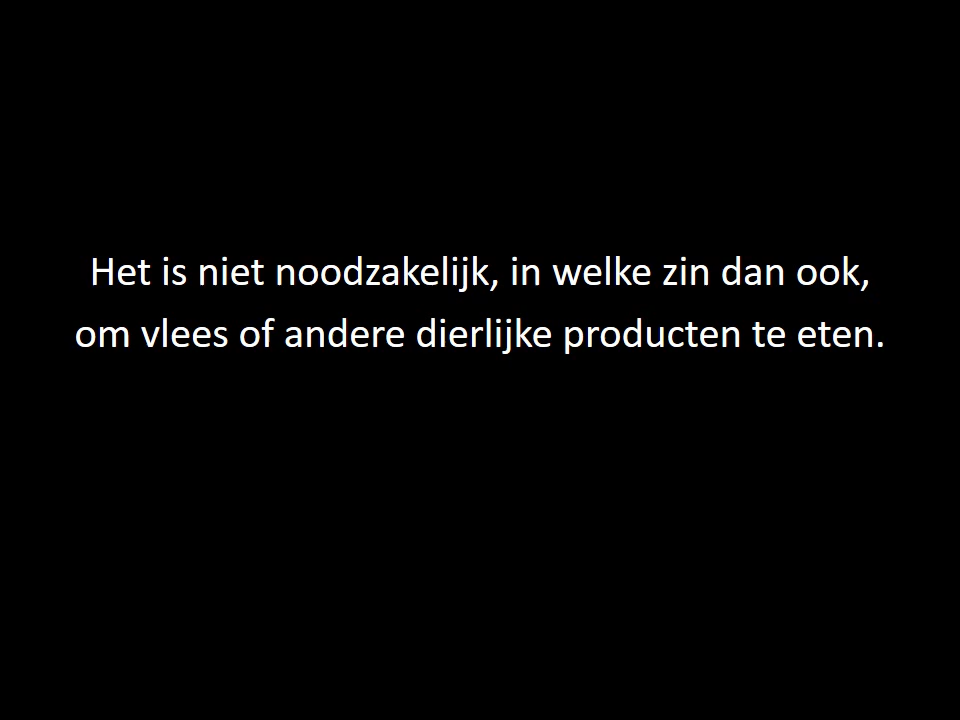 Het is niet noodzakelijk, in welke zin dan ook,
om vlees of andere dierlijke producten te eten.